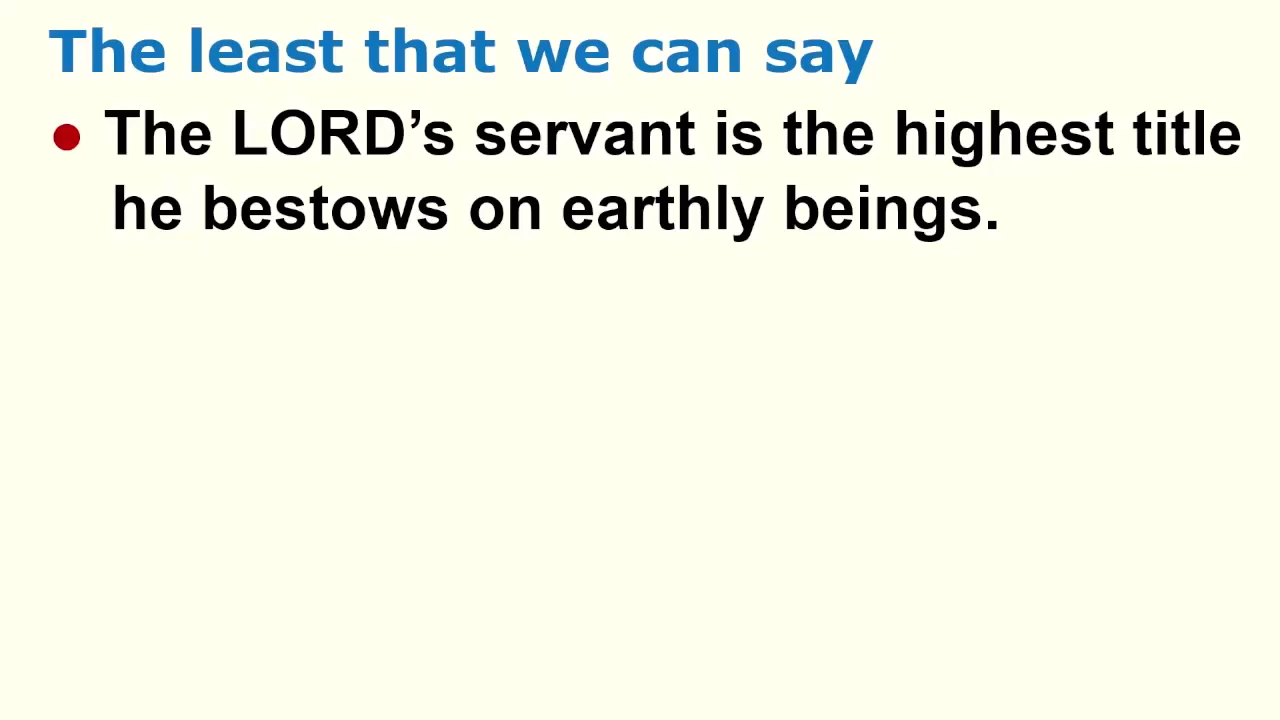 The least that we can say
● The LORD’s servant is the highest title
he bestows on earthly beings.